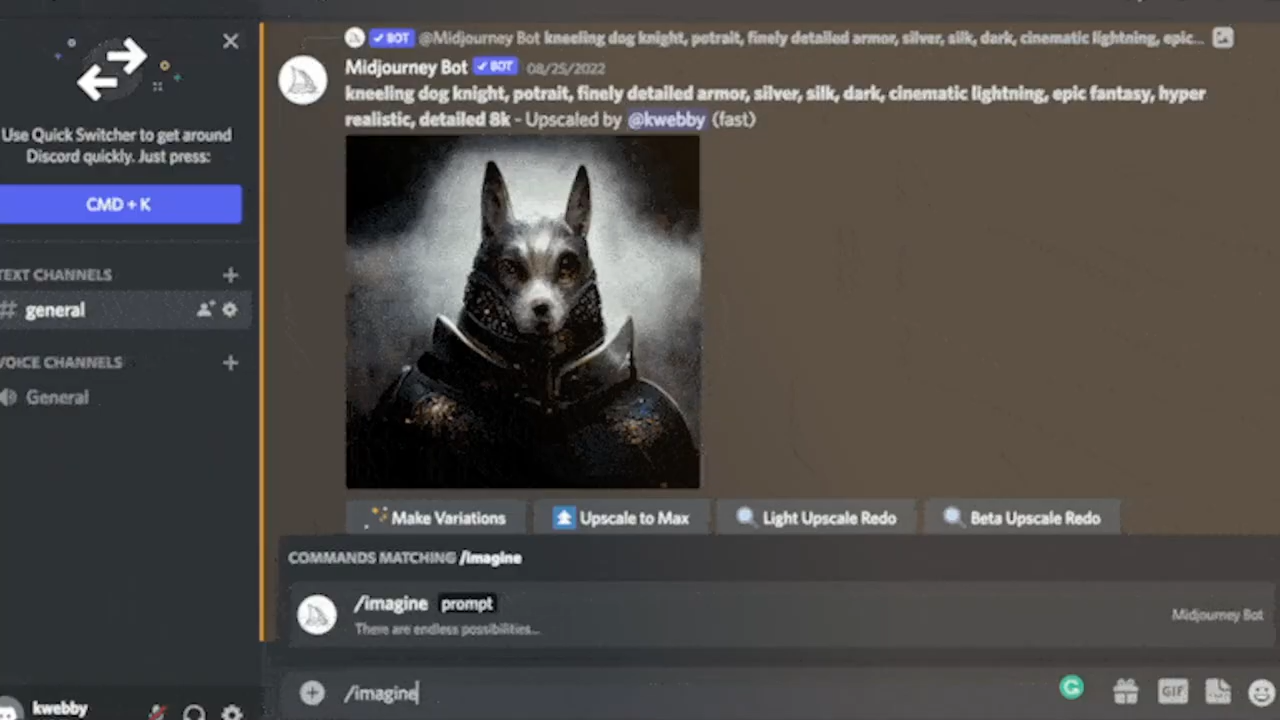 Use Quick Switcher to get around
Discord quickly. Just press:
CMD + K
TEXT CHANNELS
# general
VOICE CHANNELS
General
kwebby
BOT @Midjourney Bot kneeling dog knight, potrait, finely detailed armor, silver, silk, dark, cinematic lightning, epic...
Midjourney Bot BOT 08/25/2022
kneeling dog knight, potrait, finely detailed armor, silver, silk, dark, cinematic lightning, epic fantasy, hyper
realistic, detailed 8k - Upscaled by @kwebby (fast)
Make Variations Upscale to Max Light Upscale Redo Beta Upscale Redo
COMMANDS MATCHING /imagine
/imagine prompt
There are endless possibilities...
Midjourney Bot
/imagine
GIF